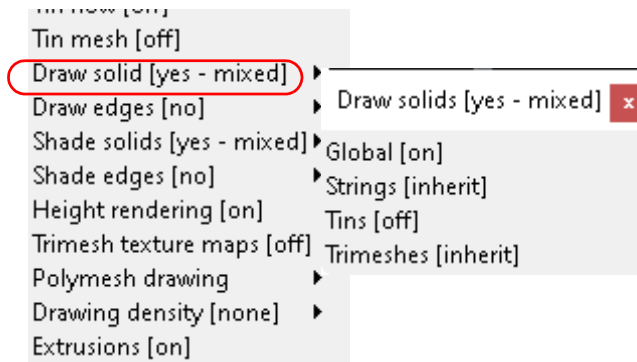 Tin mesh [off]
Draw solid [yes - mixed]
Draw edges [no]
Shade solids [yes - mixed]
Shade edges [no]
Height rendering [on]
Trimesh texture maps [off]
Polymesh drawing
Drawing density [none]
Extrusions [on]
Draw solids [yes - mixed] x
Global [on]
Strings [inherit]
Tins [off]
Trimeshes [inherit]